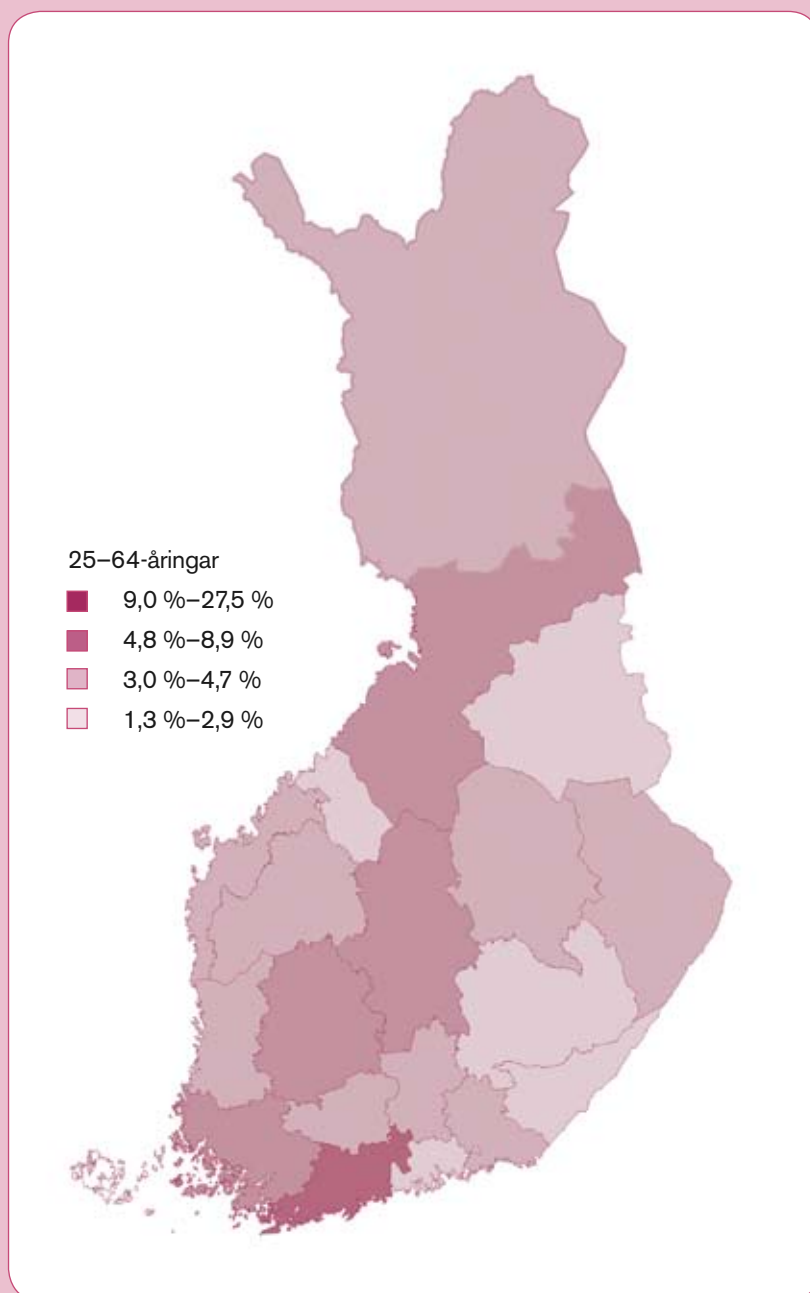 25–64-åringar
9,0 %–27,5 %
4,8 %–8,9 %
3,0 %–4,7 %
1,3 %–2,9 %